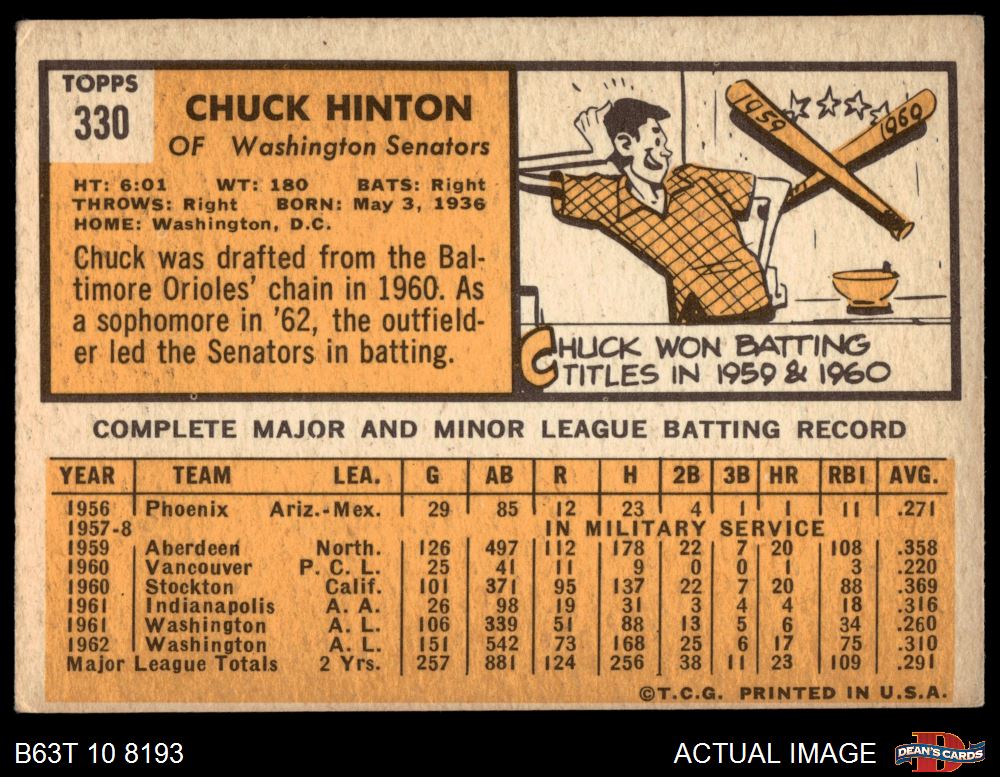 TOPPS
330
CHUCK HINTON
OF Washington Senators
HT: 6:01 WT: 180 BATS: Right
THROWS: Right BORN: May 3, 1936
HOME: Washington, D.C.
Chuck was drafted from the Bal-
timore Orioles' chain in 1960. As
a sophomore in '62, the outfield-
er led the Senators in batting.
1959
1960
CHUCK WON BATTING
TITLES IN 1959 & 1960
COMPLETE MAJOR AND MINOR LEAGUE BATTING RECORD
YEAR TEAM LEA. G AB R H 2B 3B HR RBI AVG.
1956 Phoenix Ariz.-Mex. 29 85 12 23 4 1 1 11 .271
1957-8 IN MILITARY SERVICE
1959 Aberdeen North. 126 497 112 178 22 7 20 108 .358
1960 Vancouver P. C. L. 25 41 11 9 0 0 1 3 .220
1960 Stockton Calif. 101 371 95 137 22 7 20 88 .369
1961 Indianapolis A. A. 26 98 19 31 3 4 4 18 .316
1961 Washington A. L. 106 339 51 88 13 5 6 34 .260
1962 Washington A. L. 151 542 73 168 25 6 17 75 .310
Major League Totals 2 Yrs. 257 881 124 256 38 11 23 109 .291
©T.C.G. PRINTED IN U.S.A.
B63T 10 8193
ACTUAL IMAGE
DEAN'S CARDS